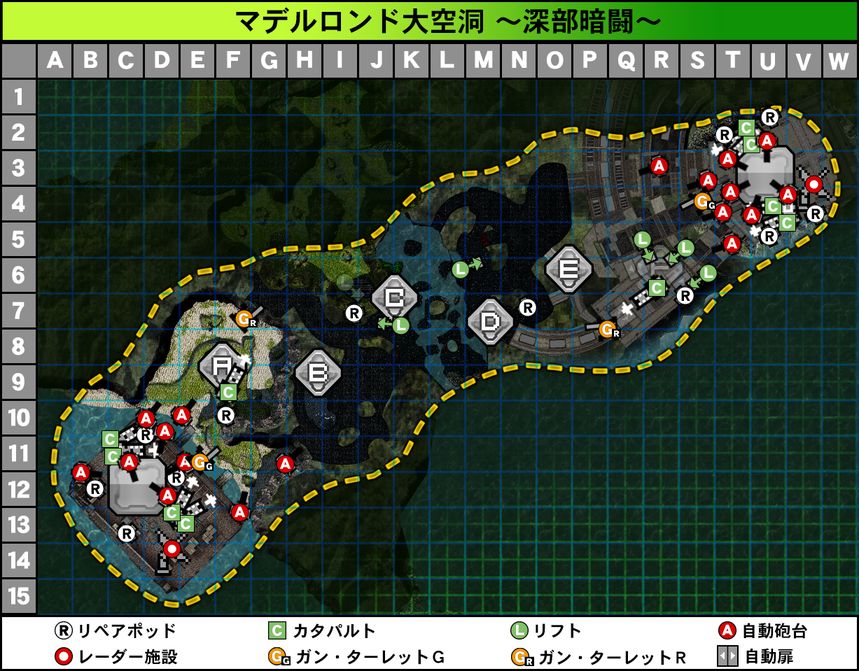 マデルロンド大空洞 ～深部暗闘～
A B C D E F G H I J K L M N O P Q R S T U V W
1
R
2 R C
C A
3 A A
A A R
4 G G A C
A A C R
5 R
L L A
6 L E L
C C
7 R R R
G R D
L G R
8 A
9 B
C
10 A A R
C R A
11 C A A G G A
A R
12 R A
C A
13 C
R
14
15
R リペアポッド C カタパルト L リフト A 自動砲台
レーダー施設 G G ガン・ターレットG G R ガン・ターレットR 自動扉